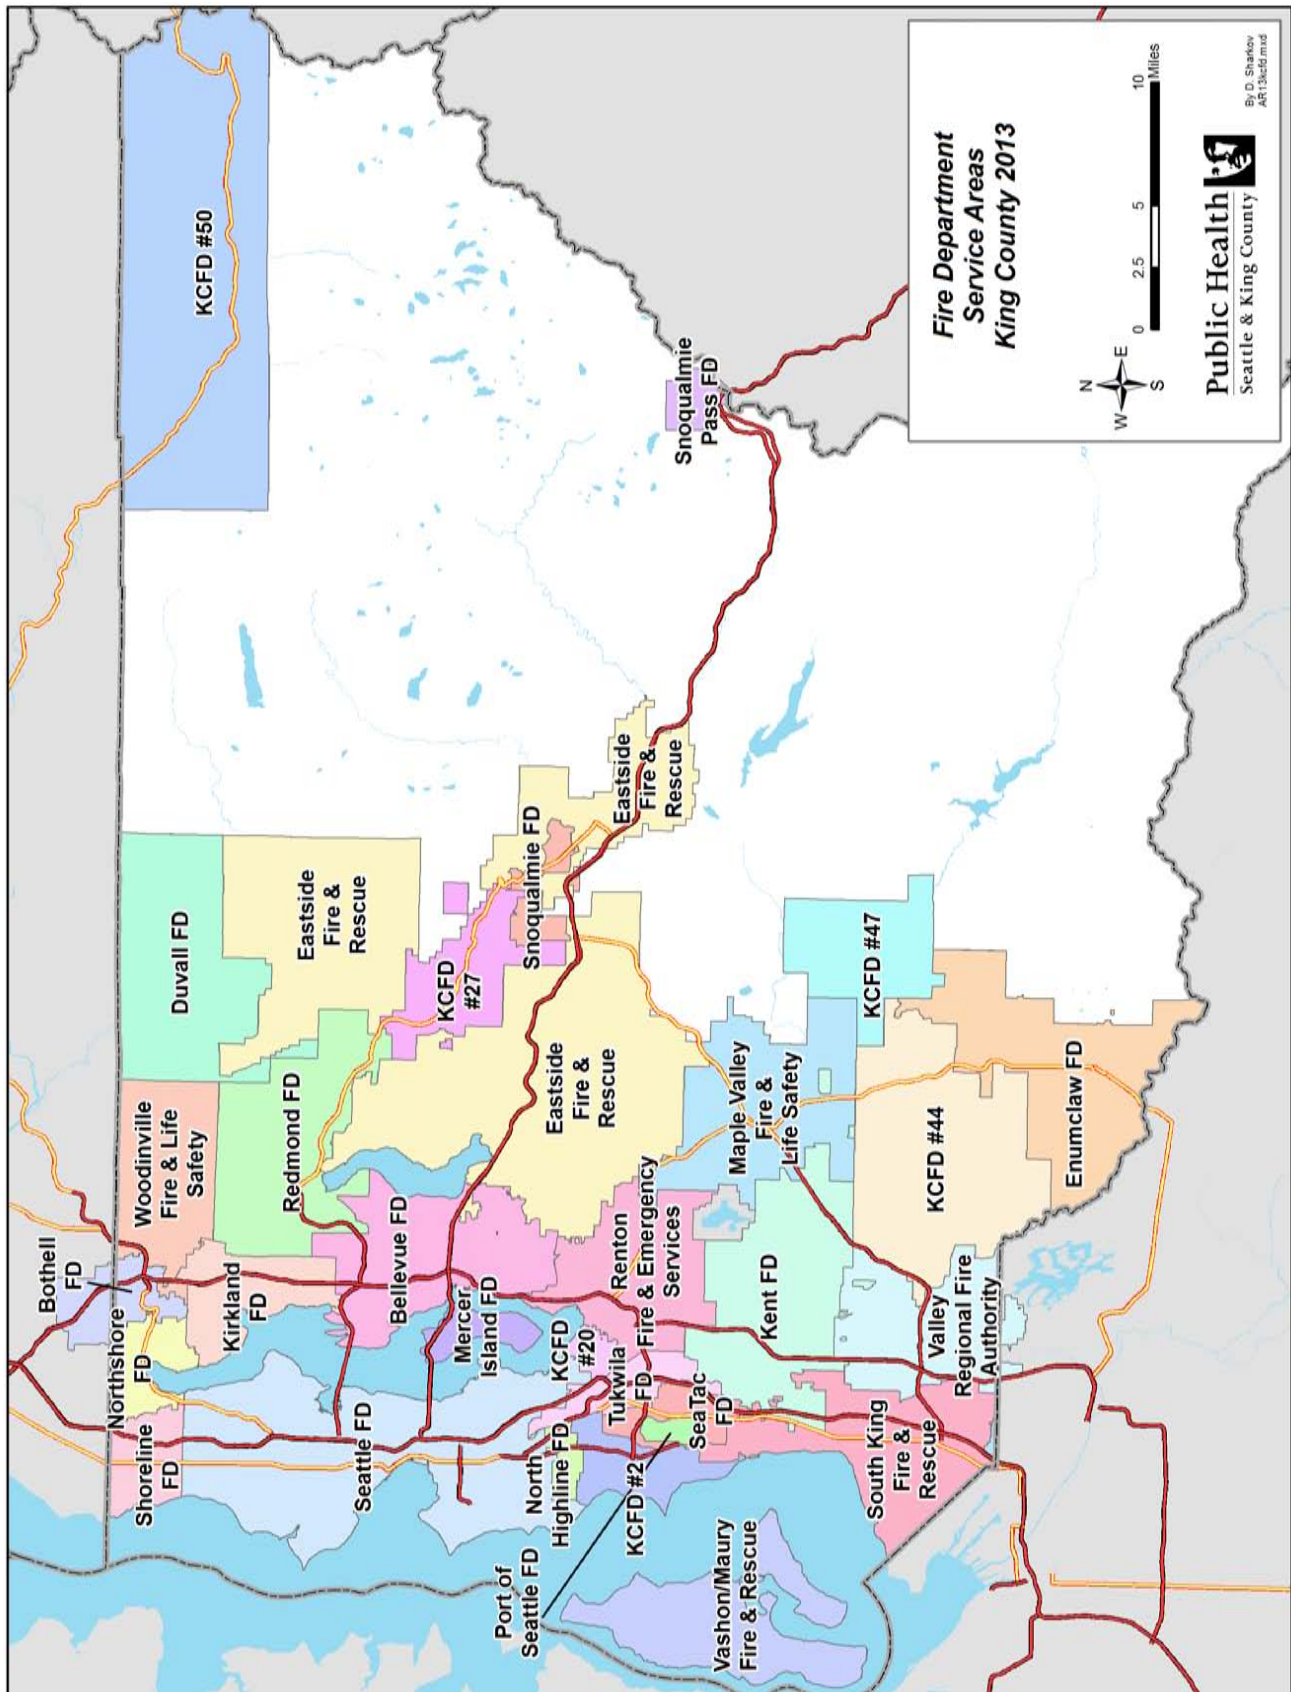 Bothell
FD
Northshore
FD
Shoreline
FD
Woodinville
Fire & Life
Safety
Duvall FD
KCFD #50
Kirkland
FD
Redmond FD
Eastside
Fire &
Rescue
Seattle FD
Bellevue FD
Mercer
Island FD
KCFD
#27
Snoqualmie FD
Port of
Seattle FD
North
Highline FD
KCFD
#20
Eastside
Fire &
Rescue
Eastside
Fire &
Rescue
Snoqualmie
Pass FD
KCFD #2
Tukwila
FD
Renton
Fire & Emergency
Services
SeaTac
FD
Vashon/Maury
Fire & Rescue
Kent FD
Maple Valley
Fire &
Life Safety
South King
Fire &
Rescue
Valley
Regional Fire
Authority
KCFD #44
KCFD #47
Enumclaw FD
Fire Department
Service Areas
King County 2013
N
W E
S
0 2.5 5 10
Miles
Public Health
Seattle & King County
By D. Sharkov
AR13kcfd.mxd